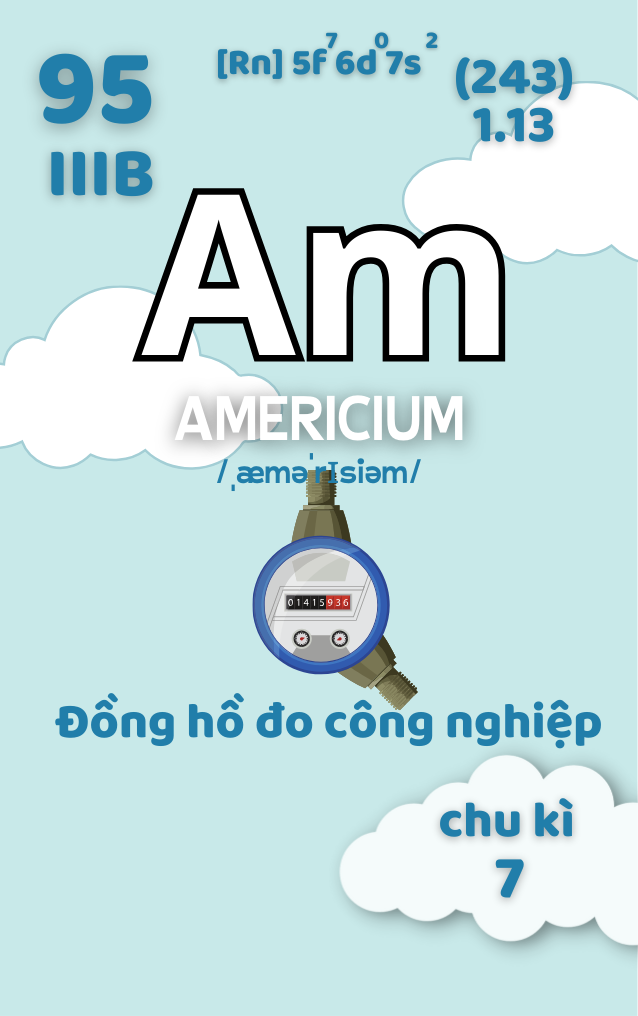 95
IIIB
[Rn] 5f⁷6d⁰7s²
(243)
1.13
Am
AMERICIUM
/ˌæməˈrɪsiəm/
01415936
Đồng hồ đo công nghiệp
chu kì
7